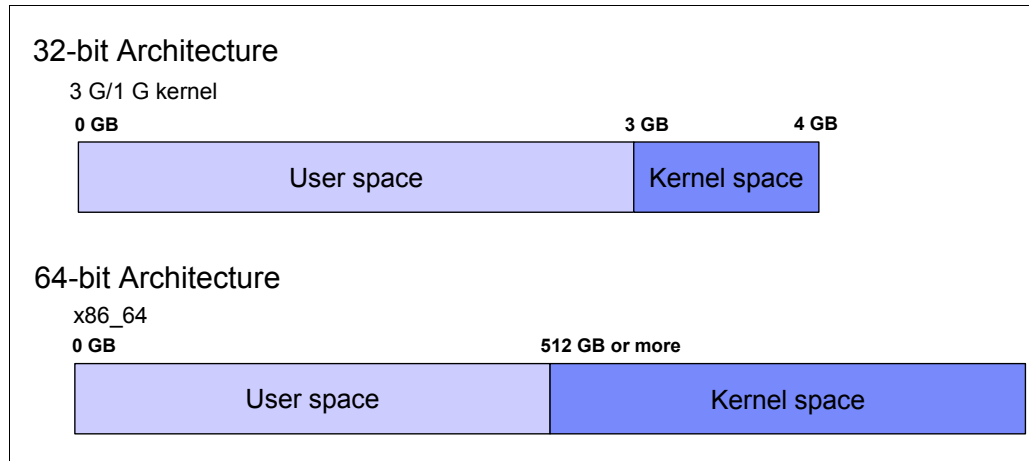 32-bit Architecture
3 G/1 G kernel
0 GB 3 GB 4 GB
User space Kernel space
64-bit Architecture
x86_64
0 GB 512 GB or more
User space Kernel space